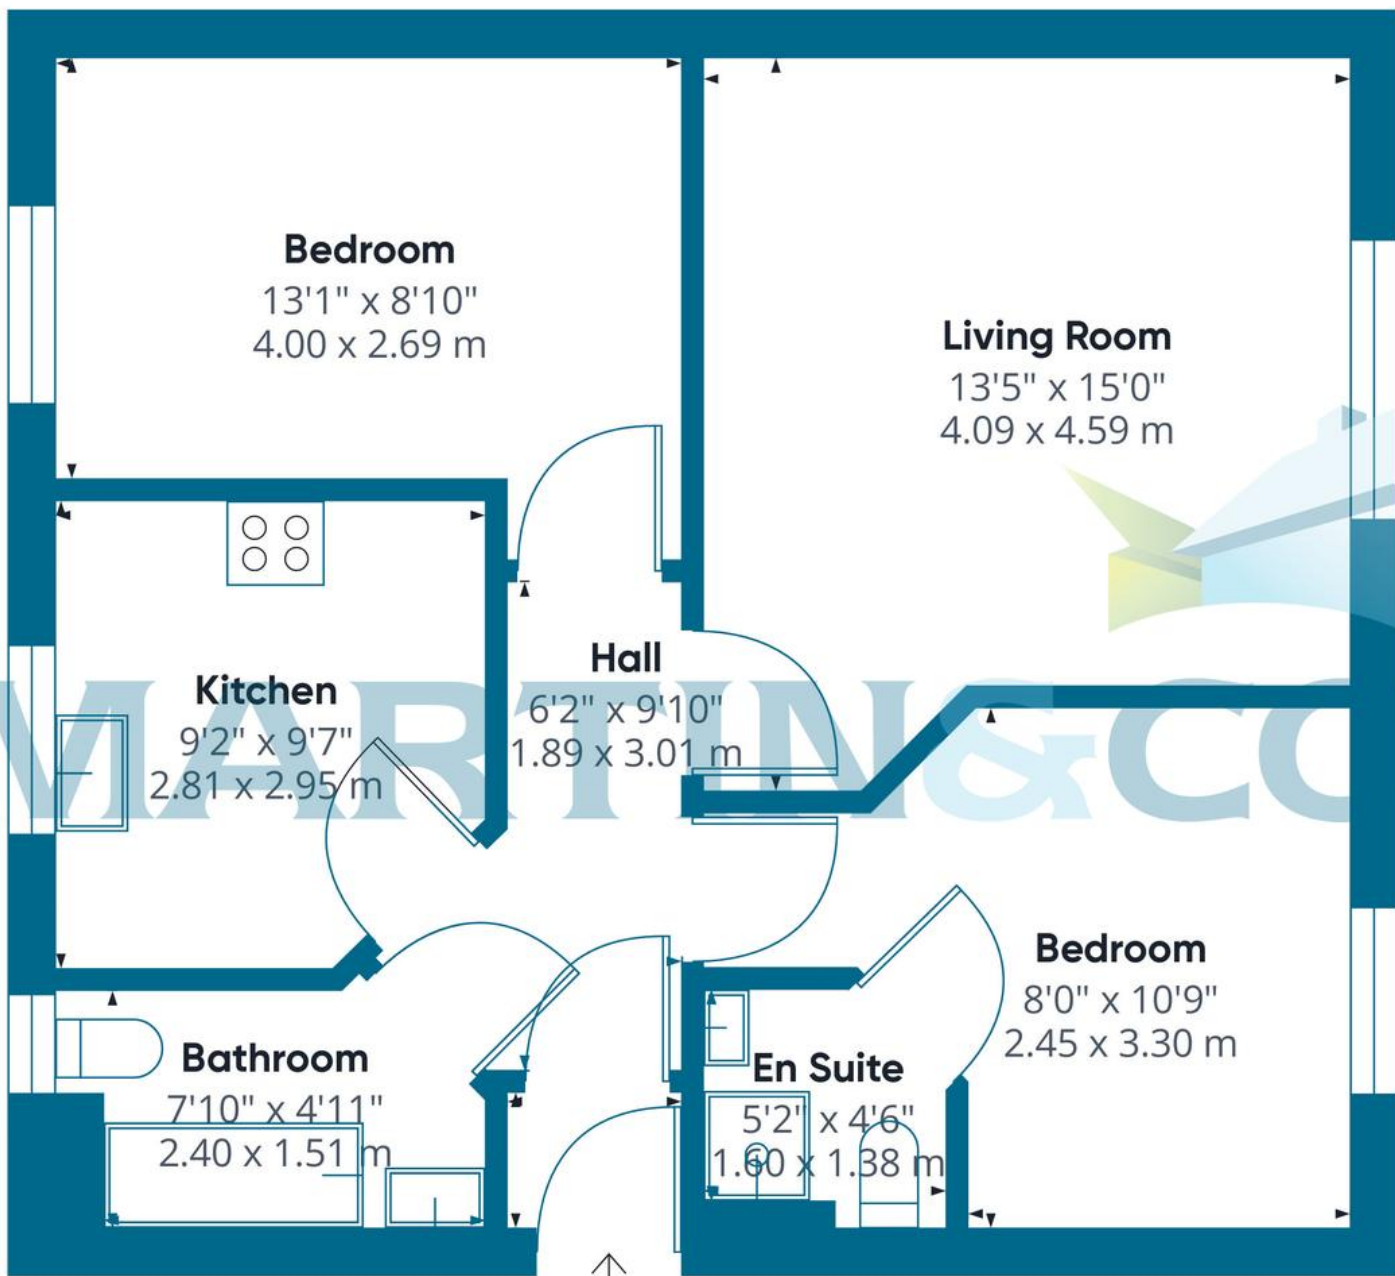 Bedroom
13'1" x 8'10"
4.00 x 2.69 m
Living Room
13'5" x 15'0"
4.09 x 4.59 m
Kitchen
9'2" x 9'7"
2.81 x 2.95 m
Hall
6'2" x 9'10"
1.89 x 3.01 m
MARTIN&CO
Bedroom
8'0" x 10'9"
2.45 x 3.30 m
Bathroom
7'10" x 4'11"
2.40 x 1.51 m
En Suite
5'2" x 4'6"
1.60 x 1.38 m